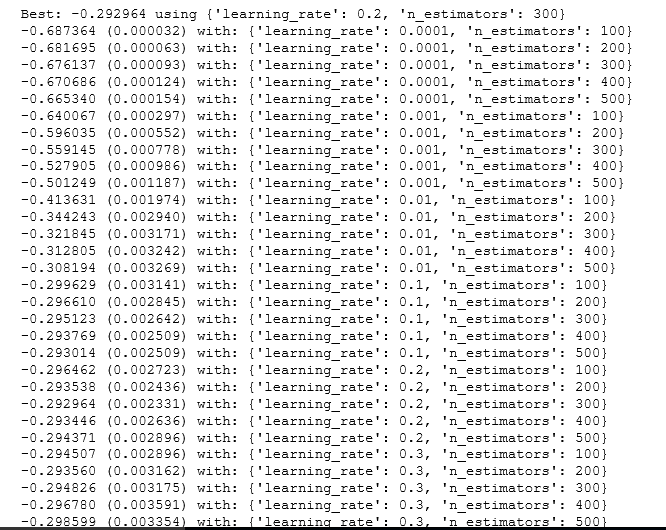 Best: -0.292964 using {'learning_rate': 0.2, 'n_estimators': 300}
-0.687364 (0.000032) with: {'learning_rate': 0.0001, 'n_estimators': 100}
-0.681695 (0.000063) with: {'learning_rate': 0.0001, 'n_estimators': 200}
-0.676137 (0.000093) with: {'learning_rate': 0.0001, 'n_estimators': 300}
-0.670686 (0.000124) with: {'learning_rate': 0.0001, 'n_estimators': 400}
-0.665340 (0.000154) with: {'learning_rate': 0.0001, 'n_estimators': 500}
-0.640067 (0.000297) with: {'learning_rate': 0.001, 'n_estimators': 100}
-0.596035 (0.000552) with: {'learning_rate': 0.001, 'n_estimators': 200}
-0.559145 (0.000778) with: {'learning_rate': 0.001, 'n_estimators': 300}
-0.527905 (0.000986) with: {'learning_rate': 0.001, 'n_estimators': 400}
-0.501249 (0.001187) with: {'learning_rate': 0.001, 'n_estimators': 500}
-0.413631 (0.001974) with: {'learning_rate': 0.01, 'n_estimators': 100}
-0.344243 (0.002940) with: {'learning_rate': 0.01, 'n_estimators': 200}
-0.321845 (0.003171) with: {'learning_rate': 0.01, 'n_estimators': 300}
-0.312805 (0.003242) with: {'learning_rate': 0.01, 'n_estimators': 400}
-0.308194 (0.003269) with: {'learning_rate': 0.01, 'n_estimators': 500}
-0.299629 (0.003141) with: {'learning_rate': 0.1, 'n_estimators': 100}
-0.296610 (0.002845) with: {'learning_rate': 0.1, 'n_estimators': 200}
-0.295123 (0.002642) with: {'learning_rate': 0.1, 'n_estimators': 300}
-0.293769 (0.002509) with: {'learning_rate': 0.1, 'n_estimators': 400}
-0.293014 (0.002509) with: {'learning_rate': 0.1, 'n_estimators': 500}
-0.296462 (0.002723) with: {'learning_rate': 0.2, 'n_estimators': 100}
-0.293538 (0.002436) with: {'learning_rate': 0.2, 'n_estimators': 200}
-0.292964 (0.002331) with: {'learning_rate': 0.2, 'n_estimators': 300}
-0.293446 (0.002636) with: {'learning_rate': 0.2, 'n_estimators': 400}
-0.294371 (0.002896) with: {'learning_rate': 0.2, 'n_estimators': 500}
-0.294507 (0.002896) with: {'learning_rate': 0.3, 'n_estimators': 100}
-0.293560 (0.003162) with: {'learning_rate': 0.3, 'n_estimators': 200}
-0.294826 (0.003175) with: {'learning_rate': 0.3, 'n_estimators': 300}
-0.296780 (0.003591) with: {'learning_rate': 0.3, 'n_estimators': 400}
-0.298599 (0.003354) with: {'learning_rate': 0.3, 'n_estimators': 500}